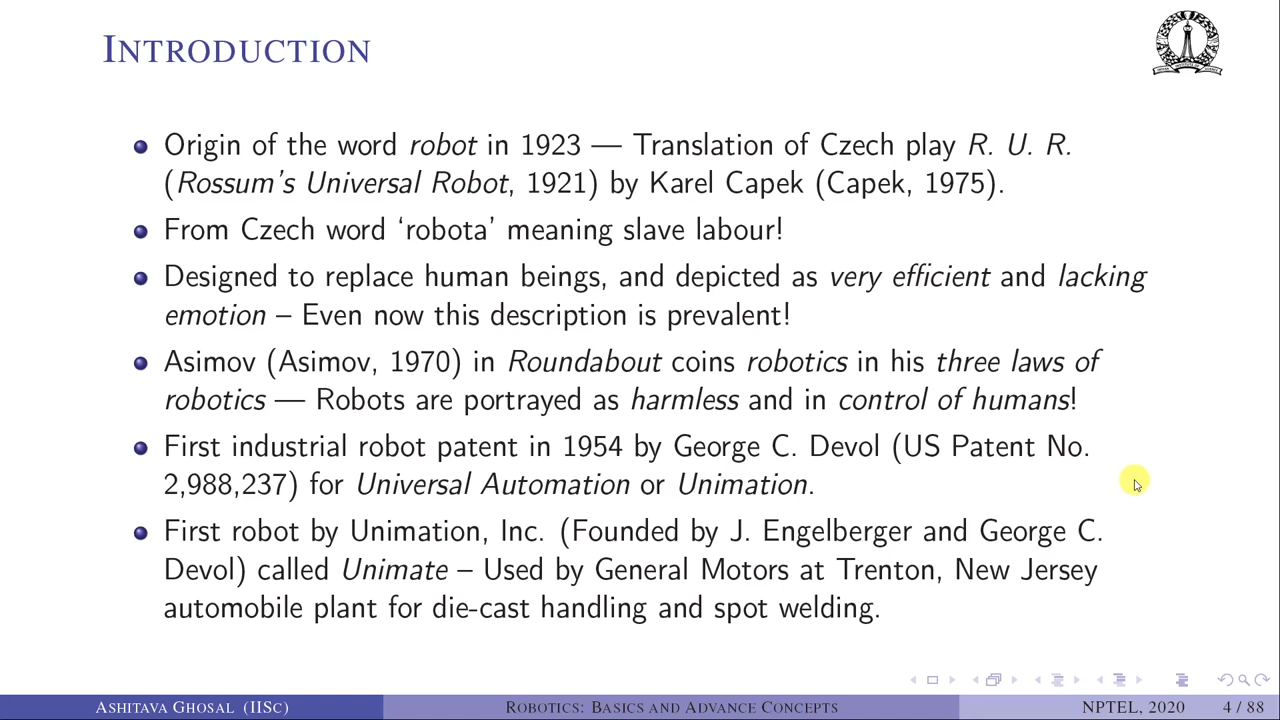 INTRODUCTION
Origin of the word robot in 1923 — Translation of Czech play R. U. R.
(Rossum's Universal Robot, 1921) by Karel Capek (Capek, 1975).
From Czech word ‘robota’ meaning slave labour!
Designed to replace human beings, and depicted as very efficient and lacking
emotion – Even now this description is prevalent!
Asimov (Asimov, 1970) in Roundabout coins robotics in his three laws of
robotics — Robots are portrayed as harmless and in control of humans!
First industrial robot patent in 1954 by George C. Devol (US Patent No.
2,988,237) for Universal Automation or Unimation.
First robot by Unimation, Inc. (Founded by J. Engelberger and George C.
Devol) called Unimate – Used by General Motors at Trenton, New Jersey
automobile plant for die-cast handling and spot welding.
ASHITAVA GHOSAL (IISC) ROBOTICS: BASICS AND ADVANCE CONCEPTS NPTEL, 2020 4 / 88